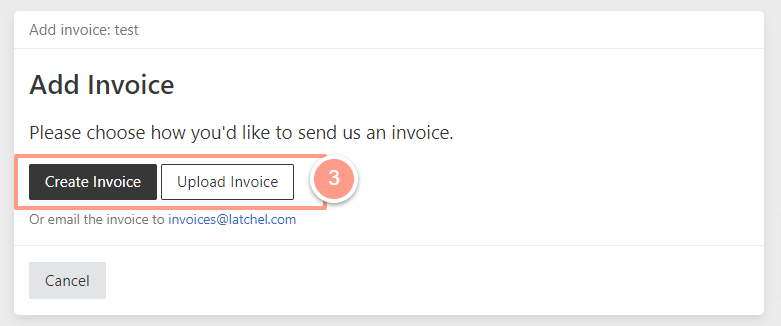 Add invoice: test
Add Invoice
Please choose how you'd like to send us an invoice.
Create Invoice Upload Invoice 3
Or email the invoice to invoices@latchel.com
Cancel